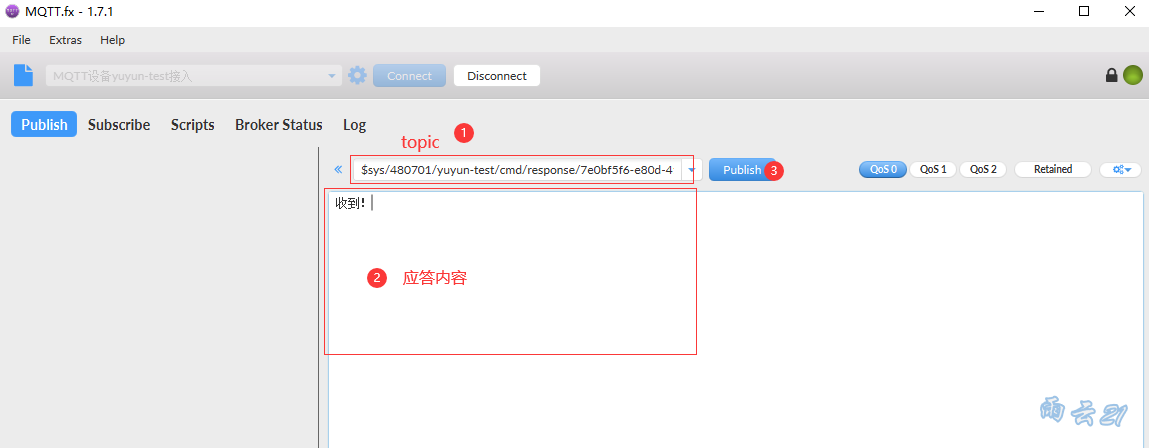 MQTT.fx - 1.7.1
File Extras Help
MQTT设备yuyun-test接入 Connect Disconnect
Publish Subscribe Scripts Broker Status Log
topic 1
$sys/480701/yuyun-test/cmd/response/7e0bf5f6-e80d-4 Publish 3 QoS 0 QoS 1 QoS 2 Retained
收到!
2 应答内容
雨云21